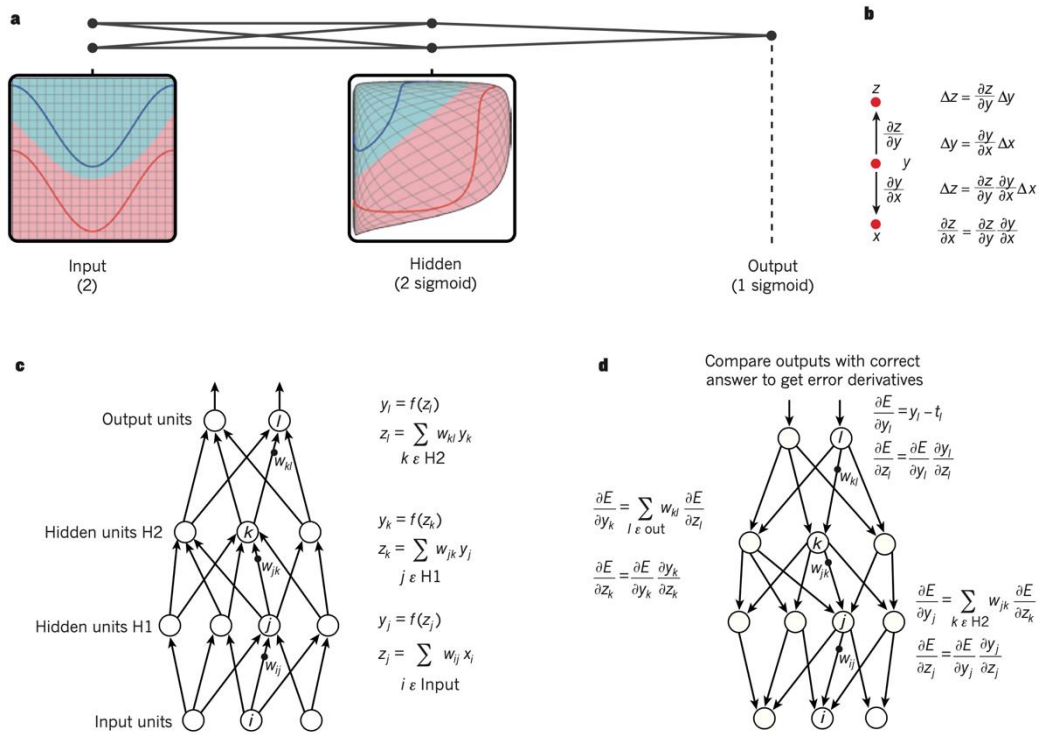 a
Input
(2)
Hidden
(2 sigmoid)
Output
(1 sigmoid)
b
z
∂z/∂y
y
∂y/∂x
x
Δz = ∂z/∂y Δy
Δy = ∂y/∂x Δx
Δz = ∂z/∂y ∂y/∂x Δx
∂z/∂x = ∂z/∂y ∂y/∂x
c
Output units
l
w_kl
Hidden units H2
k
w_jk
Hidden units H1
j
w_ij
Input units
i
y_l = f(z_l)
z_l = ∑ w_kl y_k
k ε H2
y_k = f(z_k)
z_k = ∑ w_jk y_j
j ε H1
y_j = f(z_j)
z_j = ∑ w_ij x_i
i ε Input
d
Compare outputs with correct
answer to get error derivatives
l
w_kl
k
w_jk
j
w_ij
i
∂E/∂y_l = y_l − t_l
∂E/∂z_l = ∂E/∂y_l ∂y_l/∂z_l
∂E/∂y_k = ∑ w_kl ∂E/∂z_l
l ε out
∂E/∂z_k = ∂E/∂y_k ∂y_k/∂z_k
∂E/∂y_j = ∑ w_jk ∂E/∂z_k
k ε H2
∂E/∂z_j = ∂E/∂y_j ∂y_j/∂z_j